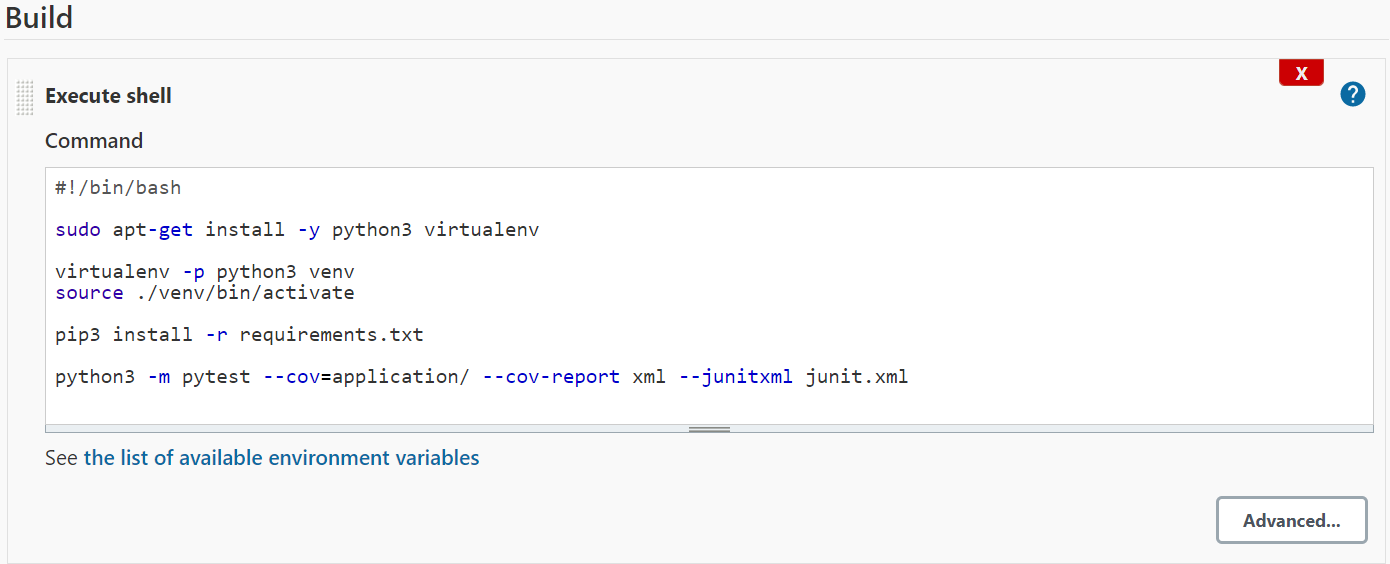 Build
X
Execute shell
?
Command
#!/bin/bash
sudo apt-get install -y python3 virtualenv
virtualenv -p python3 venv
source ./venv/bin/activate
pip3 install -r requirements.txt
python3 -m pytest --cov=application/ --cov-report xml --junitxml junit.xml
See the list of available environment variables
Advanced...